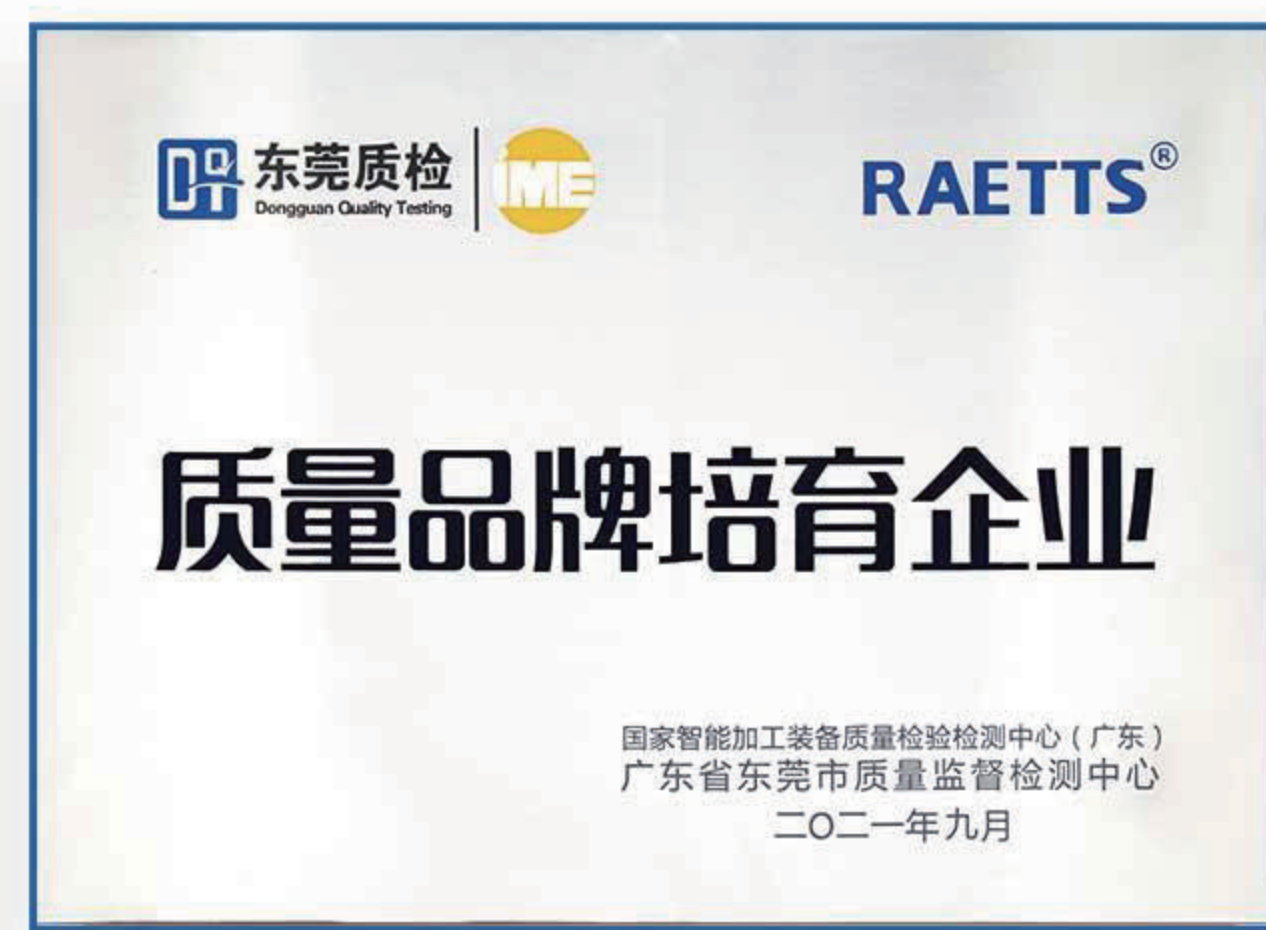 DQT 东莞质检 iME RAETTS®
Dongguan Quality Testing
质量品牌培育企业
国家智能加工装备质量检验检测中心(广东)
广东省东莞市质量监督检测中心
二〇二一年九月